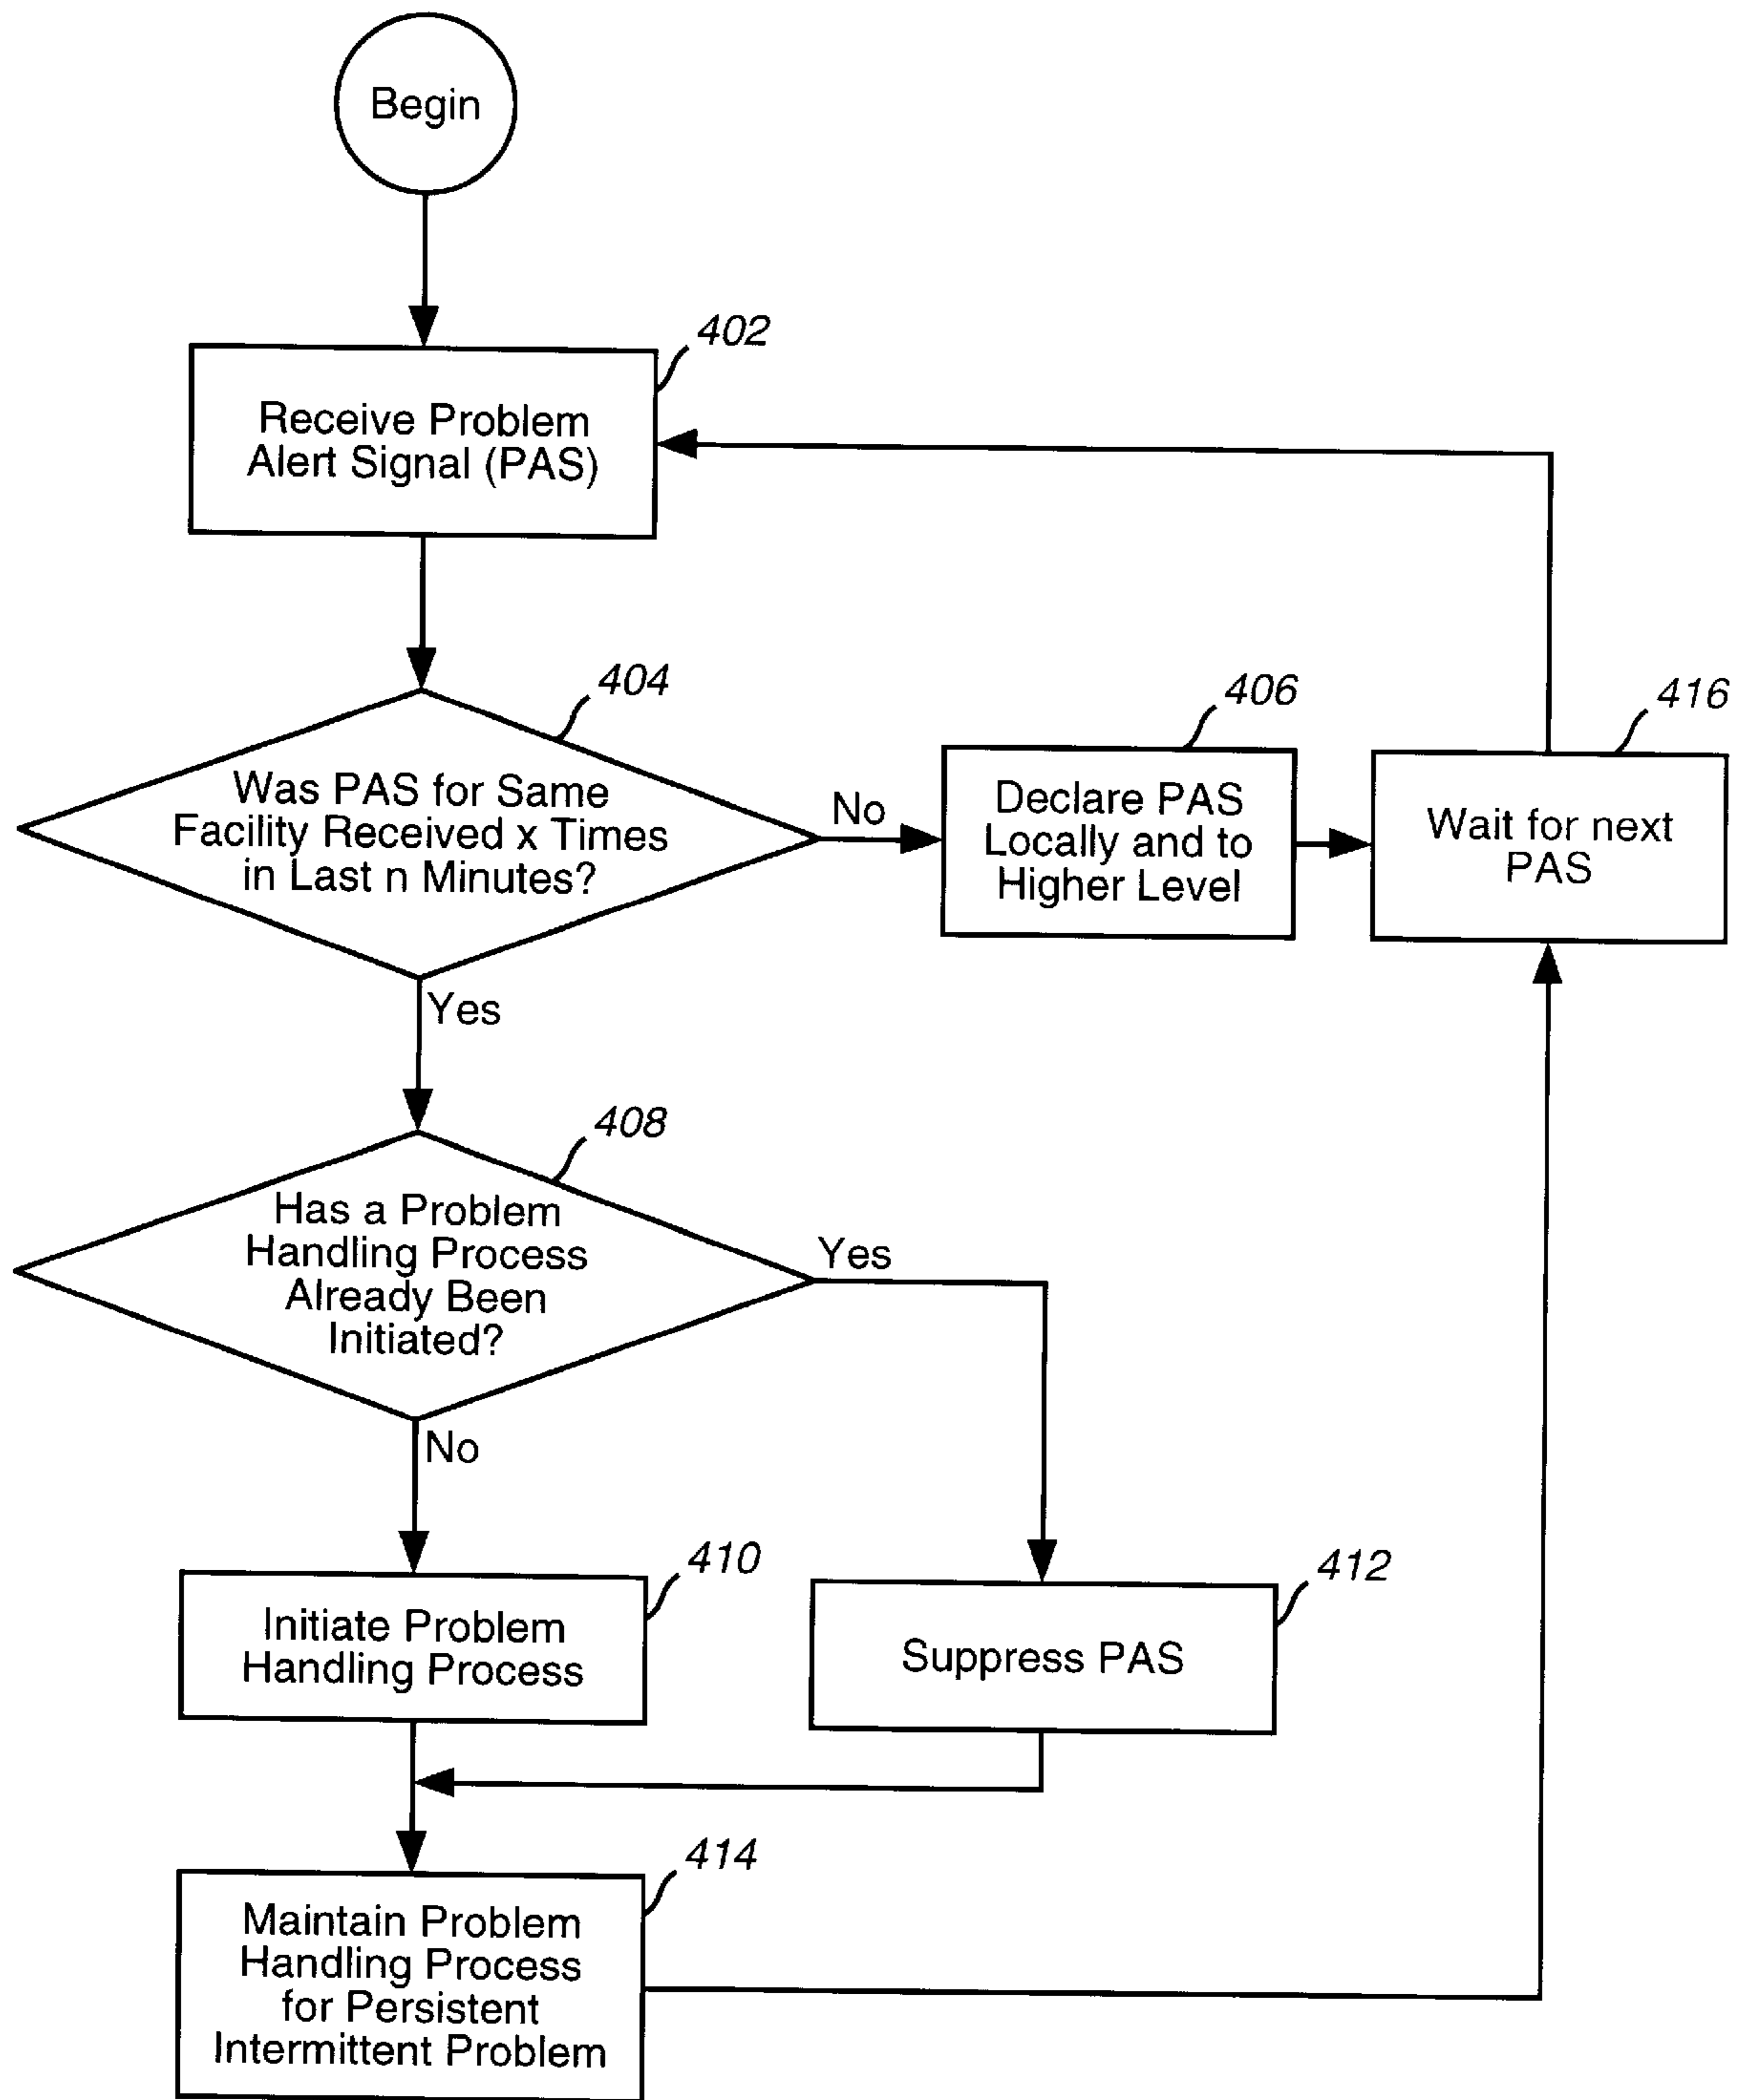 Begin
402
Receive Problem
Alert Signal (PAS)
404
Was PAS for Same
Facility Received x Times
in Last n Minutes?
No
406
Declare PAS
Locally and to
Higher Level
416
Wait for next
PAS
Yes
408
Has a Problem
Handling Process
Already Been
Initiated?
Yes
No
410
Initiate Problem
Handling Process
412
Suppress PAS
414
Maintain Problem
Handling Process
for Persistent
Intermittent Problem